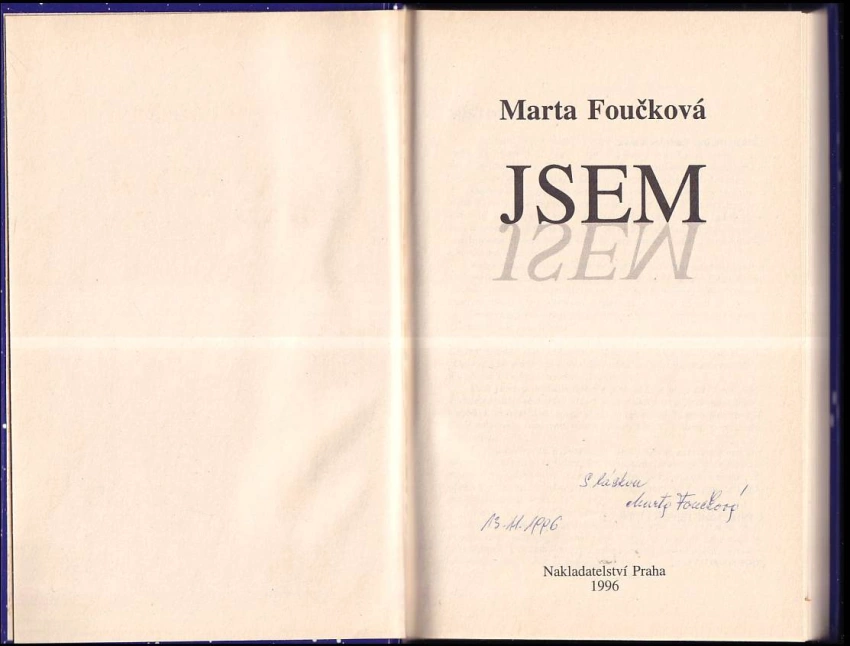 Marta Foučková
JSEM
JSEM
S láskou
Marta Foučková
13.11.1996
Nakladatelství Praha
1996